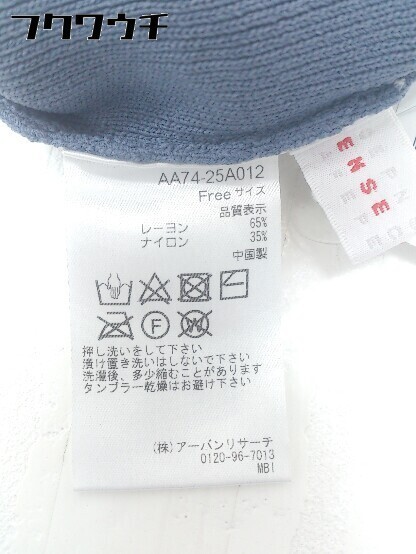 フクワウチ
AA74-25A012
Free サイズ
品質表示
レーヨン 65%
ナイロン 35%
中国製
F W
押し洗いをして下さい
漬け置き洗いはしないで下さい
洗濯後、多少縮むことがあります
タンブラー乾燥はお避け下さい
(株)アーバンリサーチ
0120-96-7013
MBI
ENSE